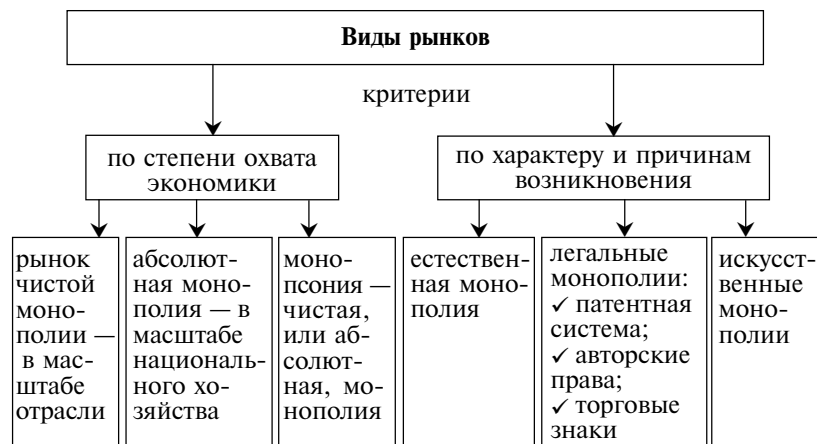 Виды рынков
критерии
по степени охвата
экономики
по характеру и причинам
возникновения
рынок
чистой
моно-
полии —
в мас-
штабе
отрасли
абсолют-
ная моно-
полия — в
масштабе
националь-
ного хо-
зяйства
моно-
псония —
чистая,
или аб-
солют-
ная, мо-
нополия
естествен-
ная моно-
полия
легальные
монополии:
✓ патентная
система;
✓ авторские
права;
✓ торговые
знаки
искусст-
венные
моно-
полии